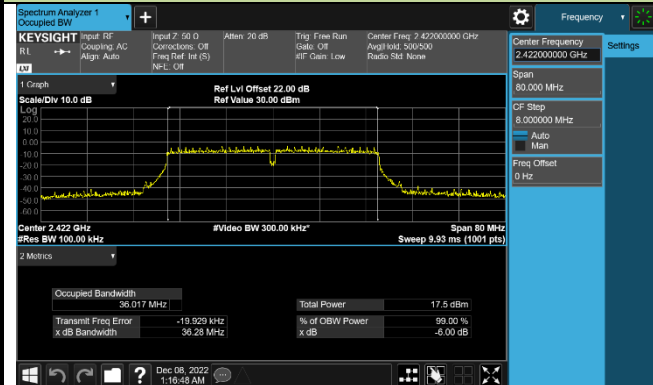 Spectrum Analyzer 1
Occupied BW
+
Frequency
KEYSIGHT
Input: RF
Coupling: AC
Align: Auto
Input Z: 50 Ω
Corrections: Off
Freq Ref: Int (S)
NFE: Off
Atten: 20 dB
Trig: Free Run
Gate: Off
#IF Gain: Low
Center Freq: 2.422000000 GHz
Avg|Hold: 500/500
Radio Std: None
RL
LXI
Center Frequency
2.422000000 GHz
Settings
Span
80.000 MHz
CF Step
8.000000 MHz
Auto
Man
Freq Offset
0 Hz
1 Graph
Scale/Div 10.0 dB
Ref Lvl Offset 22.00 dB
Ref Value 30.00 dBm
Log
20.0
10.0
0.00
-10.0
-20.0
-30.0
-40.0
-50.0
-60.0
Center 2.422 GHz
#Res BW 100.00 kHz
#Video BW 300.00 kHz*
Span 80 MHz
Sweep 9.93 ms (1001 pts)
2 Metrics
Occupied Bandwidth
36.017 MHz
Total Power 17.5 dBm
Transmit Freq Error -19.929 kHz
% of OBW Power 99.00 %
x dB Bandwidth 36.28 MHz
x dB -6.00 dB
?
Dec 08, 2022
1:16:48 AM